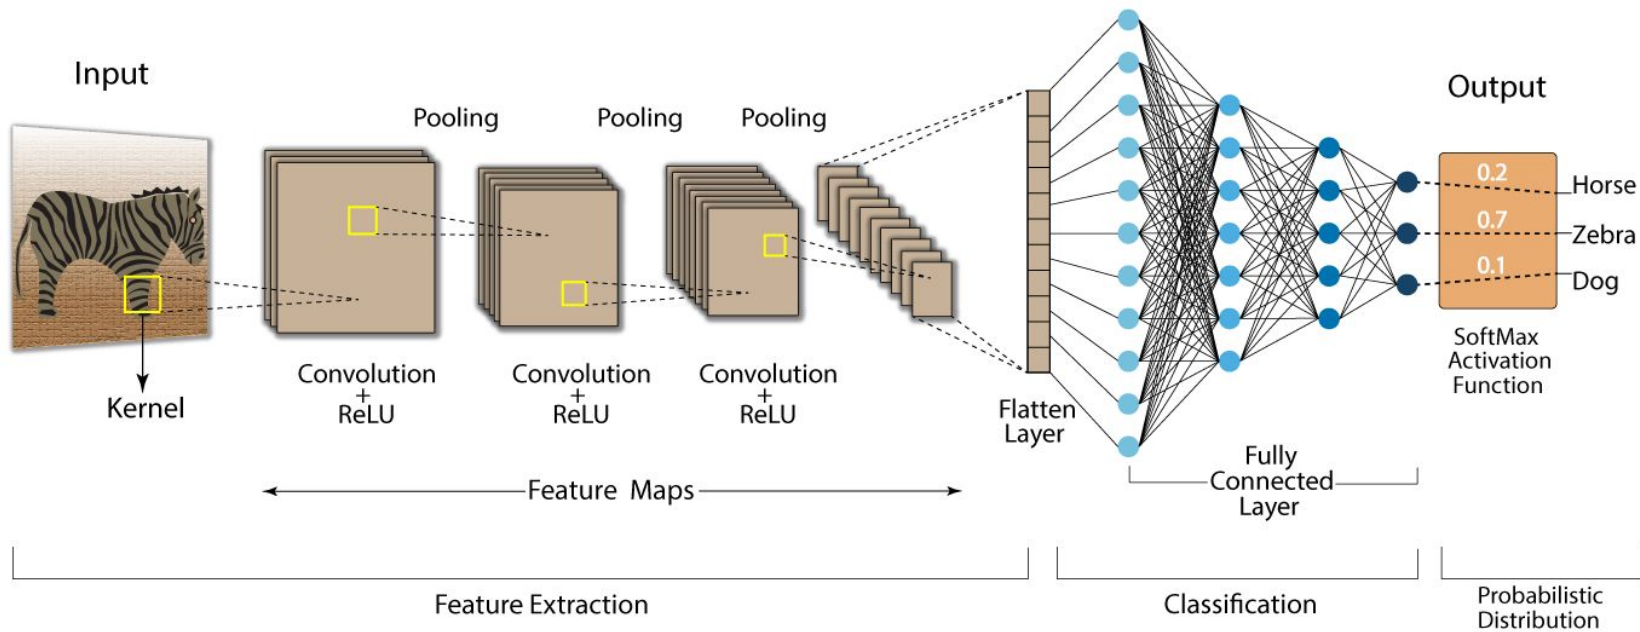 Input
Pooling
Pooling
Pooling
Output
0.2
Horse
0.7
Zebra
0.1
Dog
SoftMax
Activation
Function
Kernel
Convolution
+
ReLU
Convolution
+
ReLU
Convolution
+
ReLU
Flatten
Layer
Fully
Connected
Layer
Feature Maps
Feature Extraction
Classification
Probabilistic
Distribution